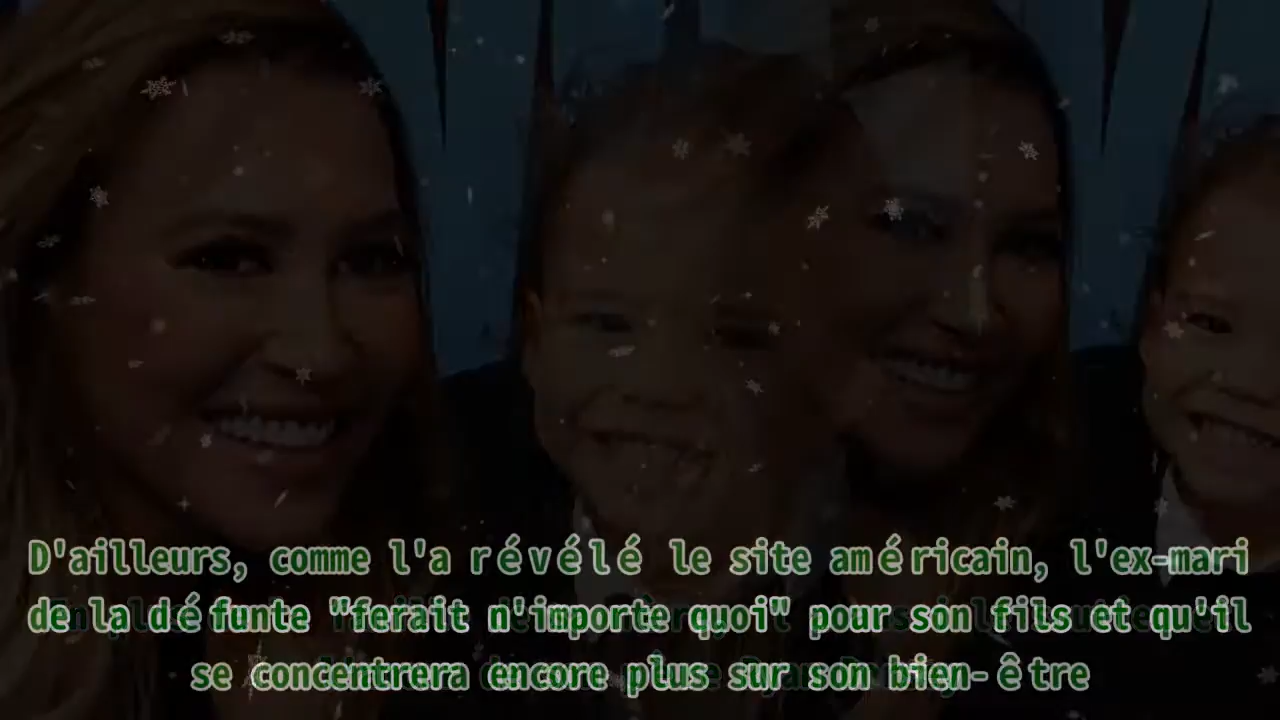 D'ailleurs, comme l'a révélé le site américain, l'ex-mari
de la défunte "ferait n'importe quoi" pour son fils et qu'il
se concentrera encore plus sur son bien-être